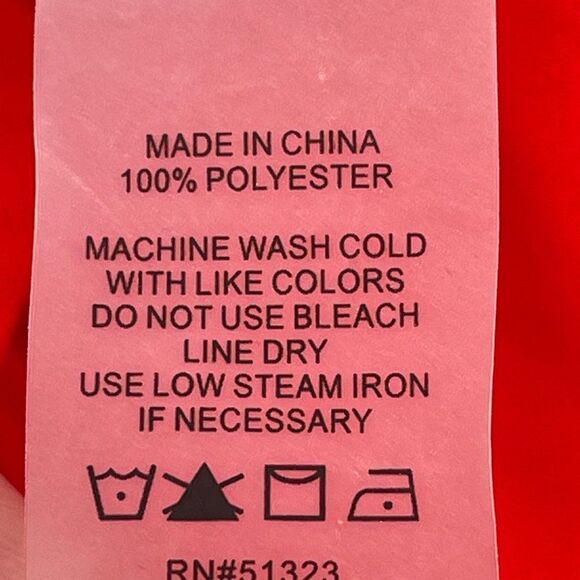 MADE IN CHINA
100% POLYESTER
MACHINE WASH COLD
WITH LIKE COLORS
DO NOT USE BLEACH
LINE DRY
USE LOW STEAM IRON
IF NECESSARY
RN#51323